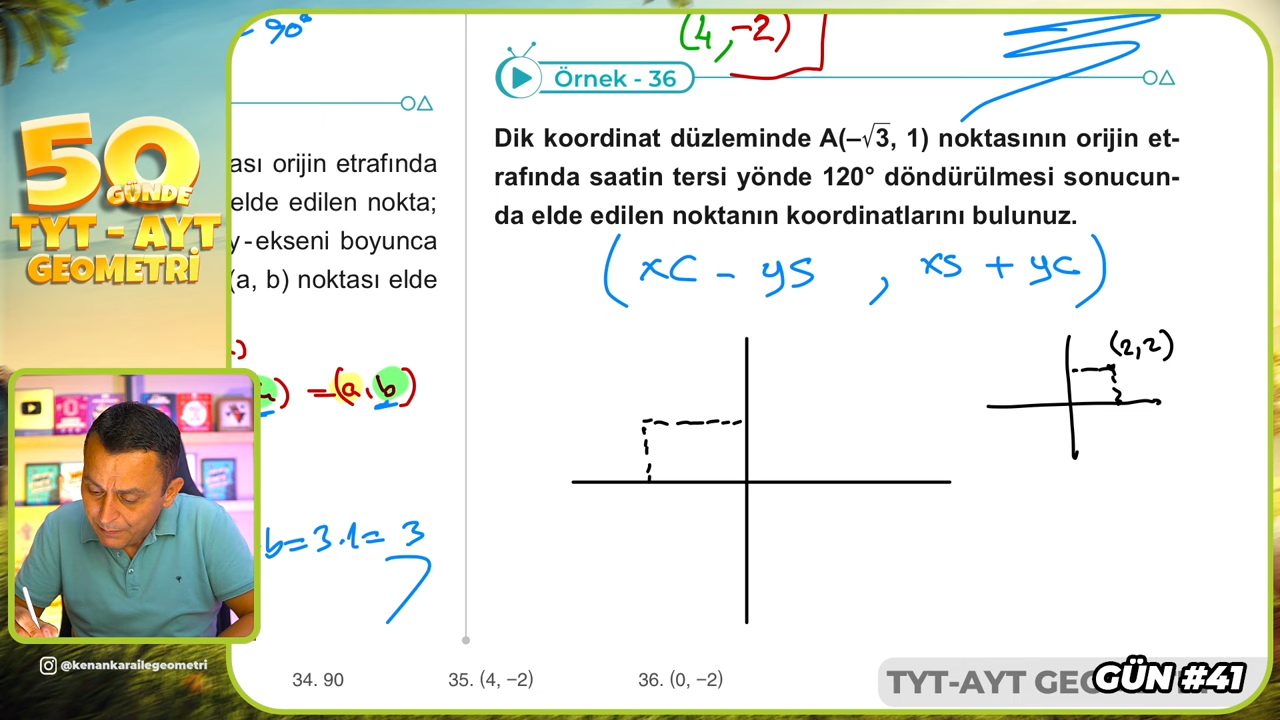 = 90°
(4, -2)
Örnek - 36
Dik koordinat düzleminde A(–√3, 1) noktasının orijin et-
rafında saatin tersi yönde 120° döndürülmesi sonucun-
da elde edilen noktanın koordinatlarını bulunuz.
(xc - ys , xs + yc)
(2,2)
50
GÜNDE
TYT - AYT
GEOMETRİ
ası orijin etrafında
elde edilen nokta;
y-ekseni boyunca
(a, b) noktası elde
) = (a, b)
b = 3.1 = 3
@kenankarailegeometri
34. 90
35. (4, –2)
36. (0, –2)
TYT-AYT GEO
GÜN #41